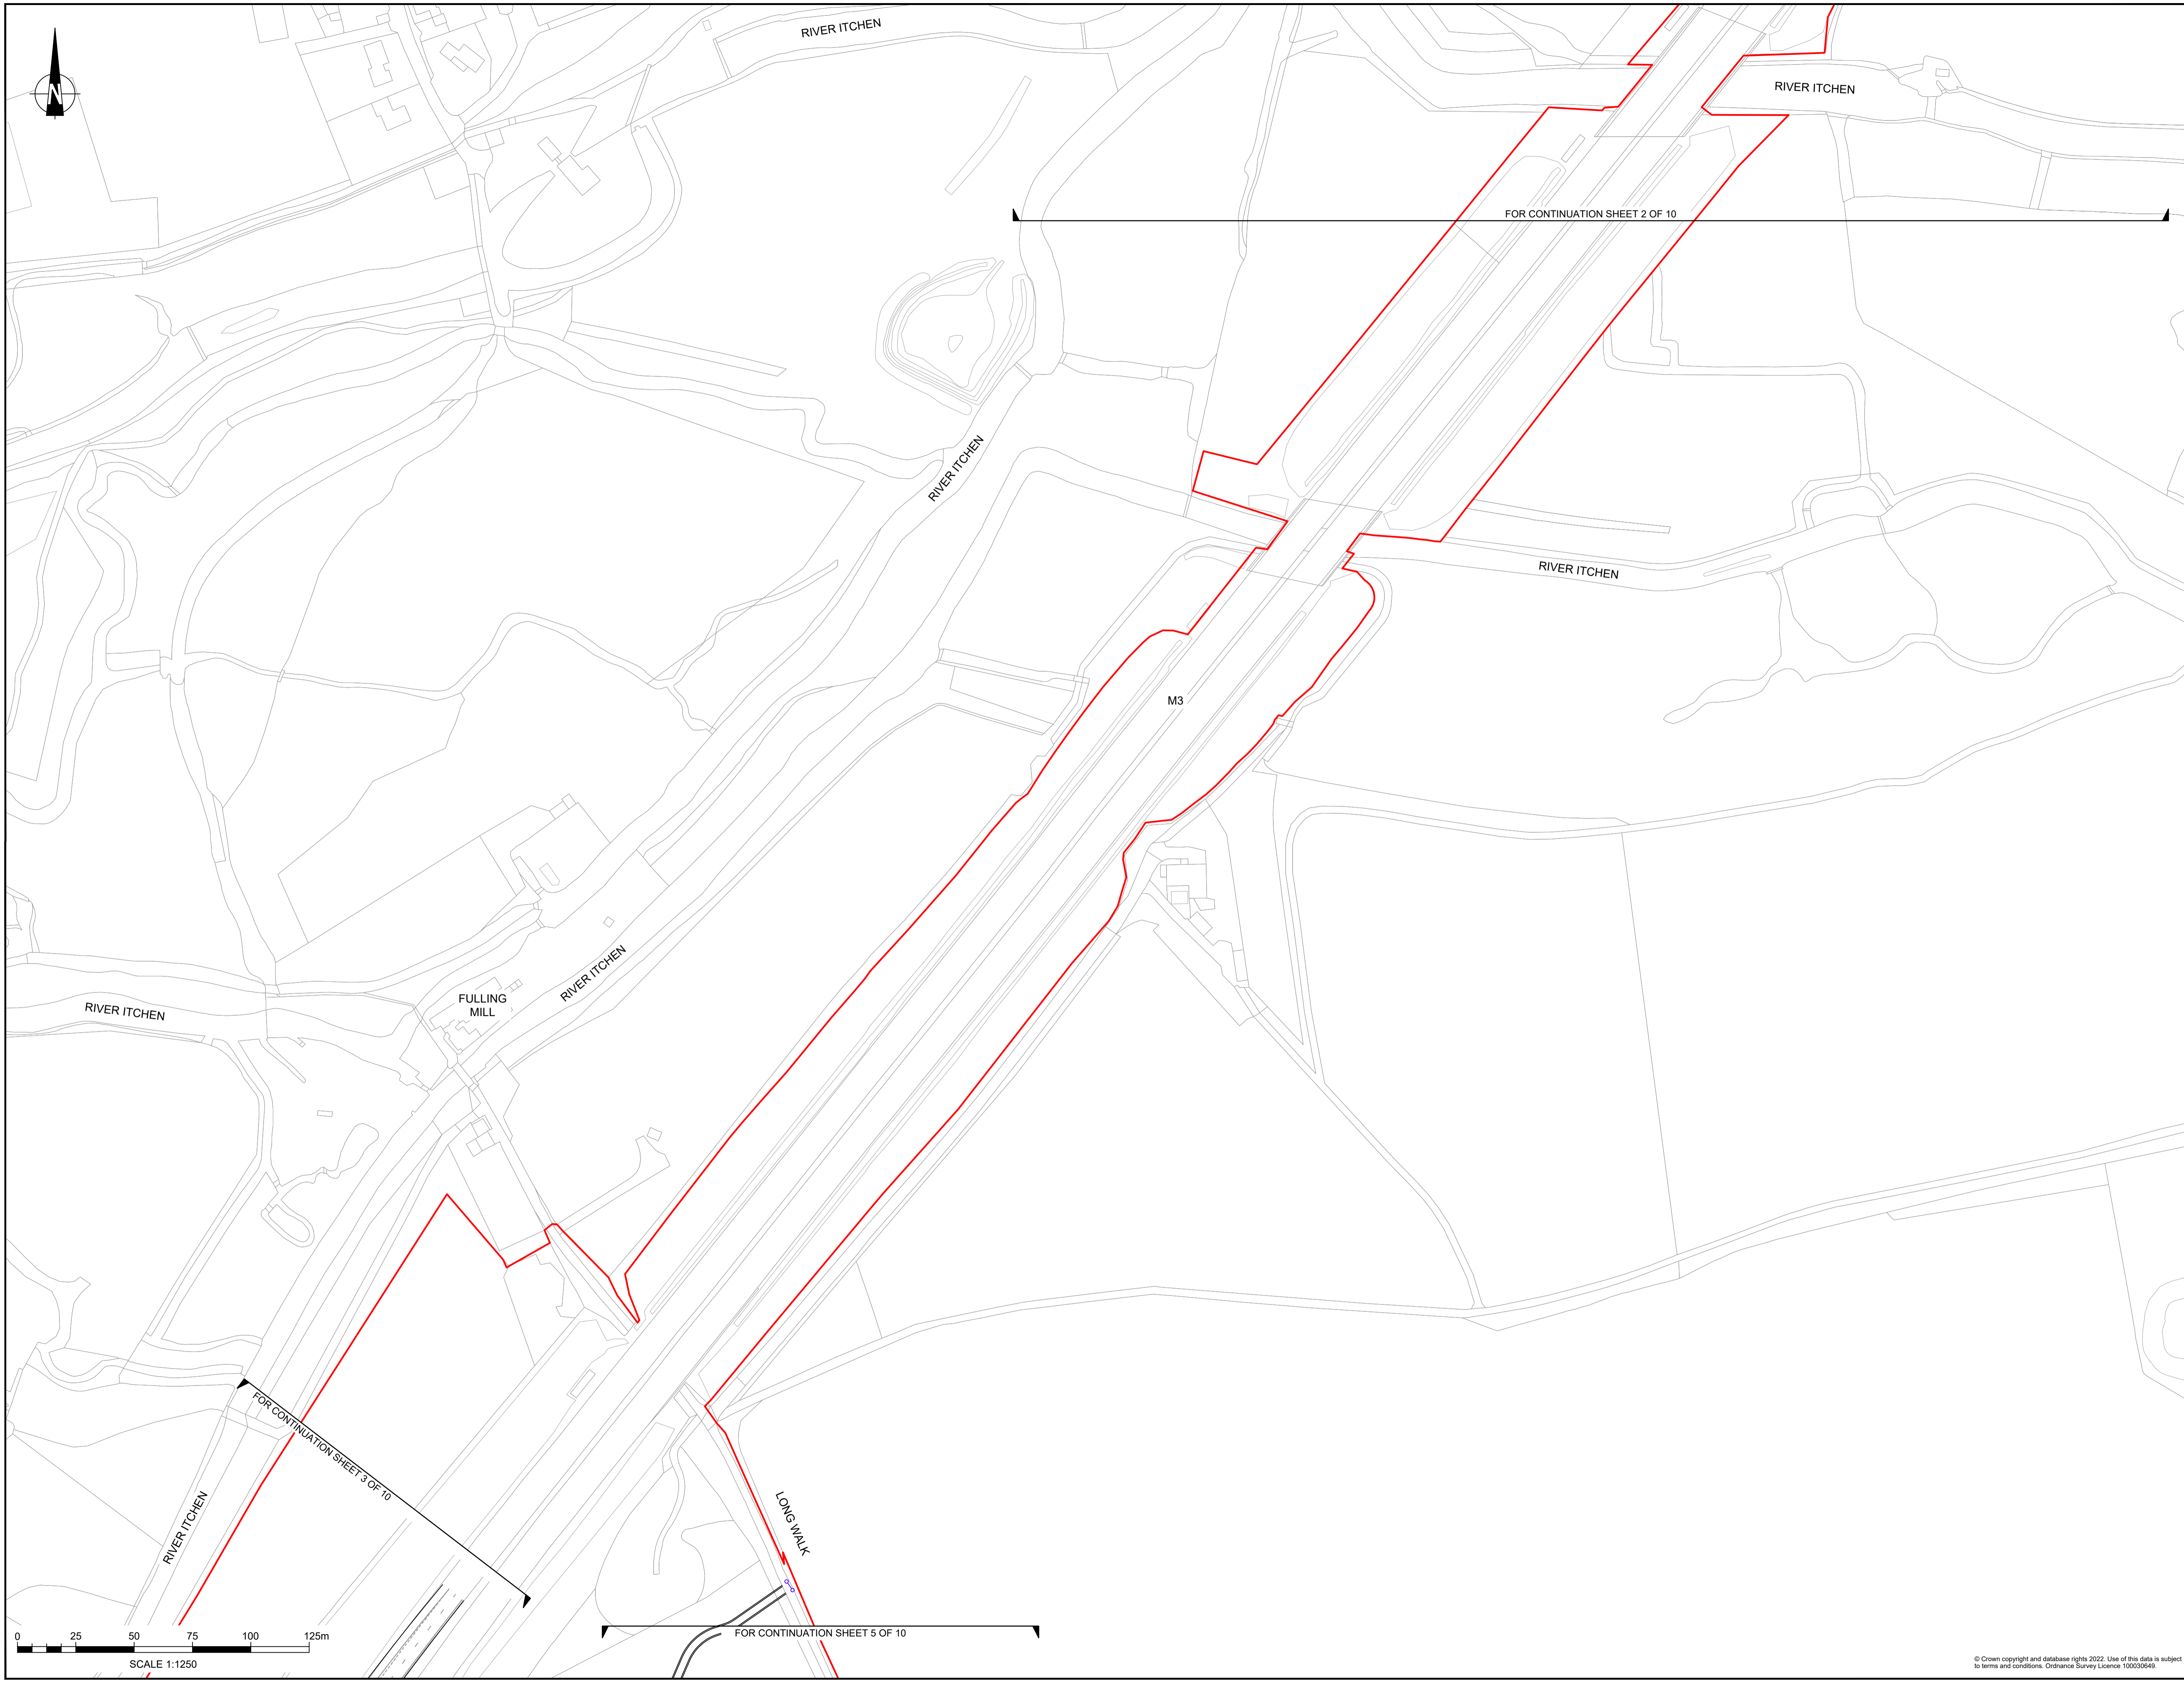 RIVER ITCHEN
N
RIVER ITCHEN
FOR CONTINUATION SHEET 2 OF 10
RIVER ITCHEN
RIVER ITCHEN
M3
RIVER ITCHEN
FULLING
MILL
RIVER ITCHEN
FOR CONTINUATION SHEET 3 OF 10
RIVER ITCHEN
LONG WALK
FOR CONTINUATION SHEET 5 OF 10
0 25 50 75 100 125m
SCALE 1:1250
© Crown copyright and database rights 2022. Use of this data is subject
to terms and conditions. Ordnance Survey Licence 100030649.